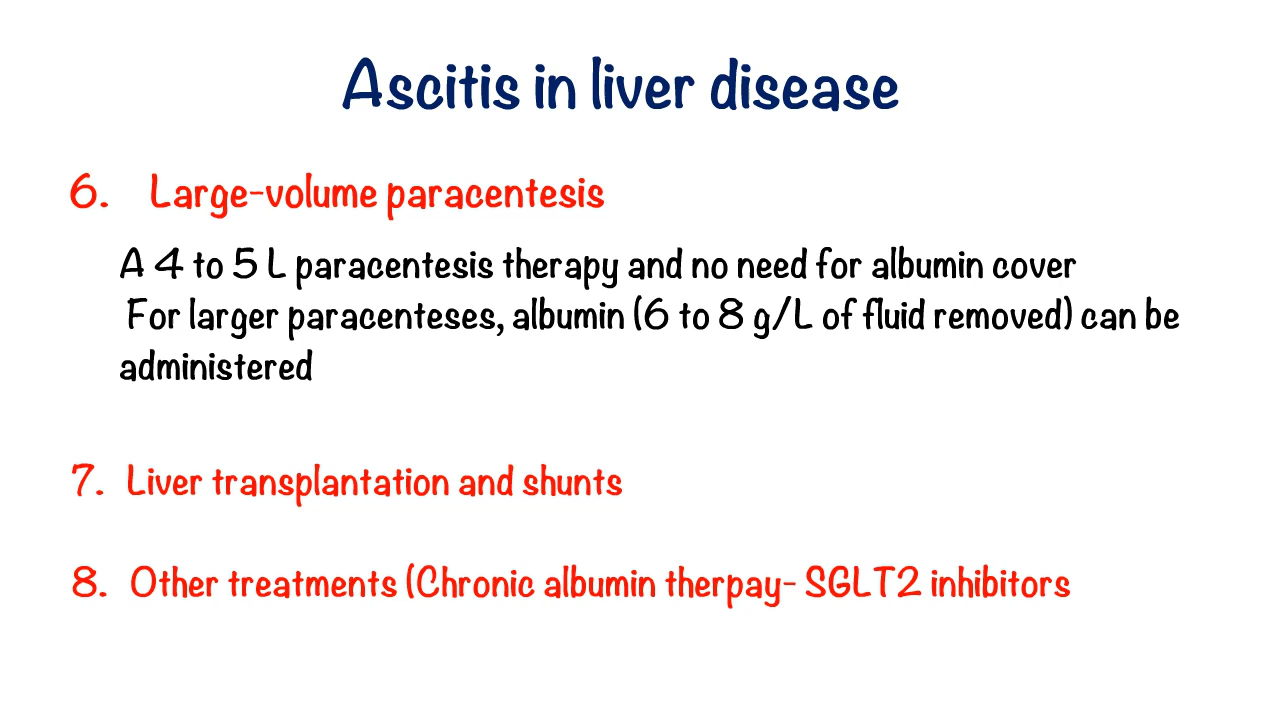 Ascitis in liver disease
6. Large-volume paracentesis
A 4 to 5 L paracentesis therapy and no need for albumin cover
For larger paracenteses, albumin (6 to 8 g/L of fluid removed) can be
administered
7. Liver transplantation and shunts
8. Other treatments (Chronic albumin therpay- SGLT2 inhibitors